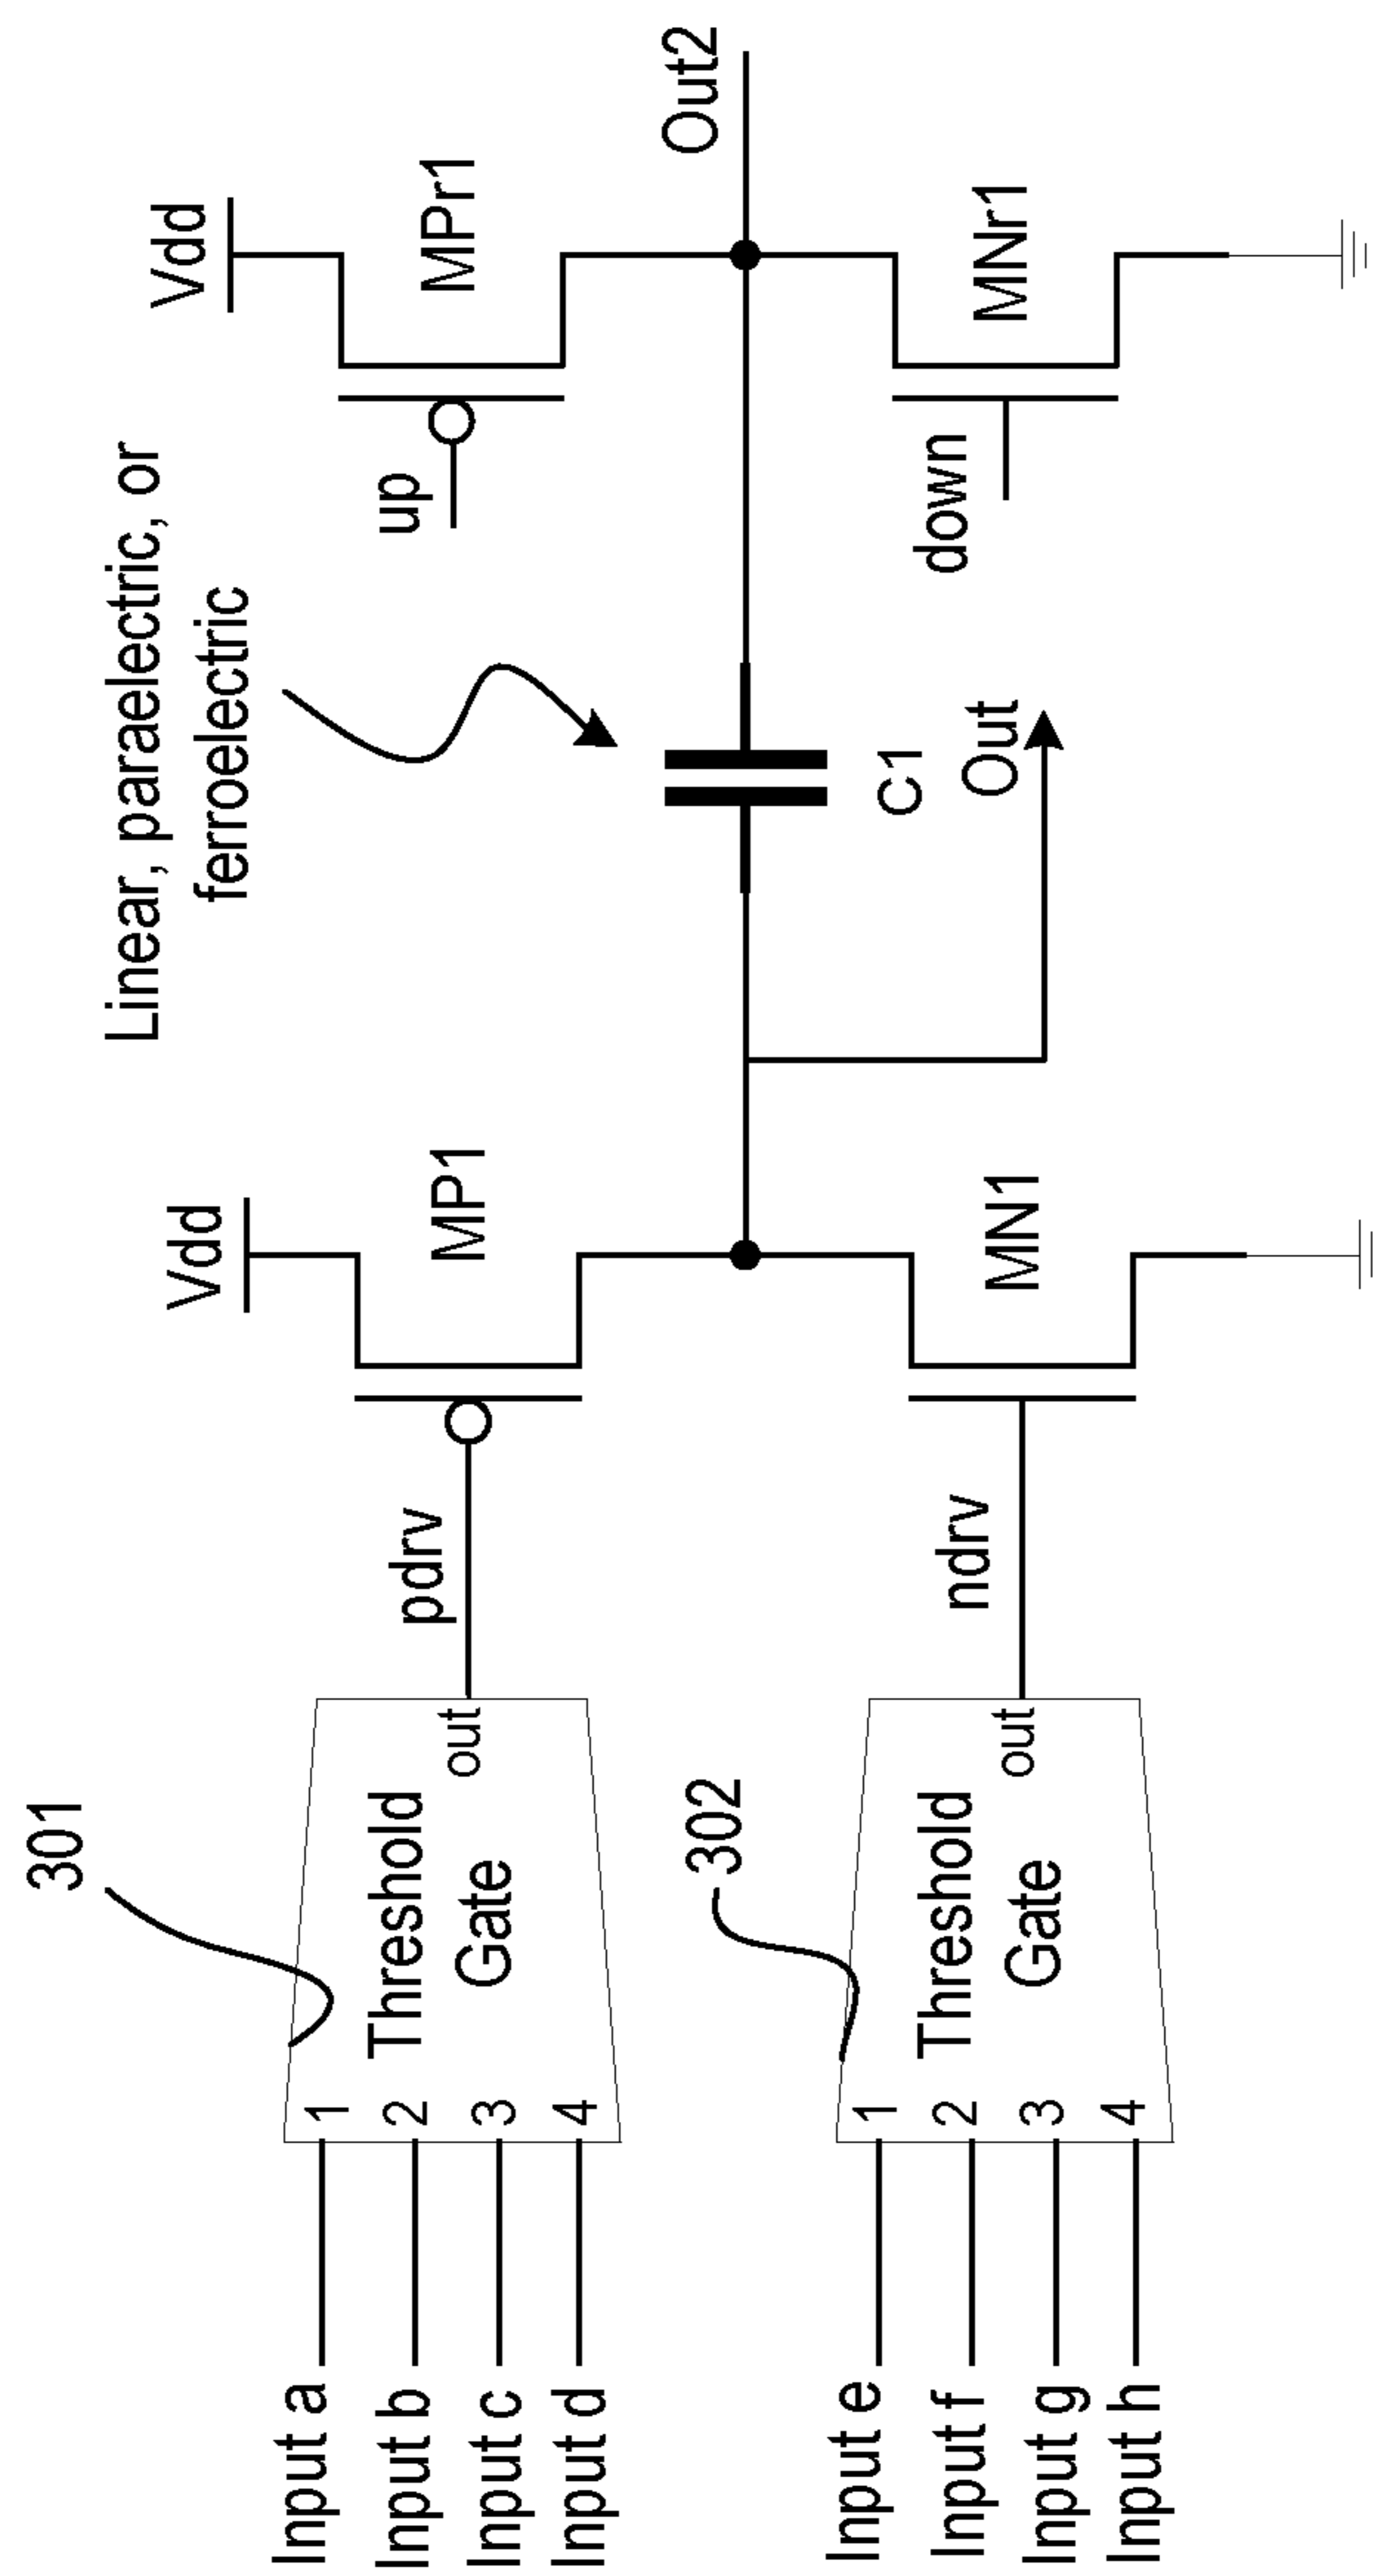 301
Input a
Input b
Input c
Input d
1
2
3
4
Threshold
Gate
out
pdrv
Vdd
MP1
Linear, paraelectric, or
ferroelectric
up
Vdd
MPr1
Out2
302
Input e
Input f
Input g
Input h
1
2
3
4
Threshold
Gate
out
ndrv
MN1
C1
Out
down
MNr1